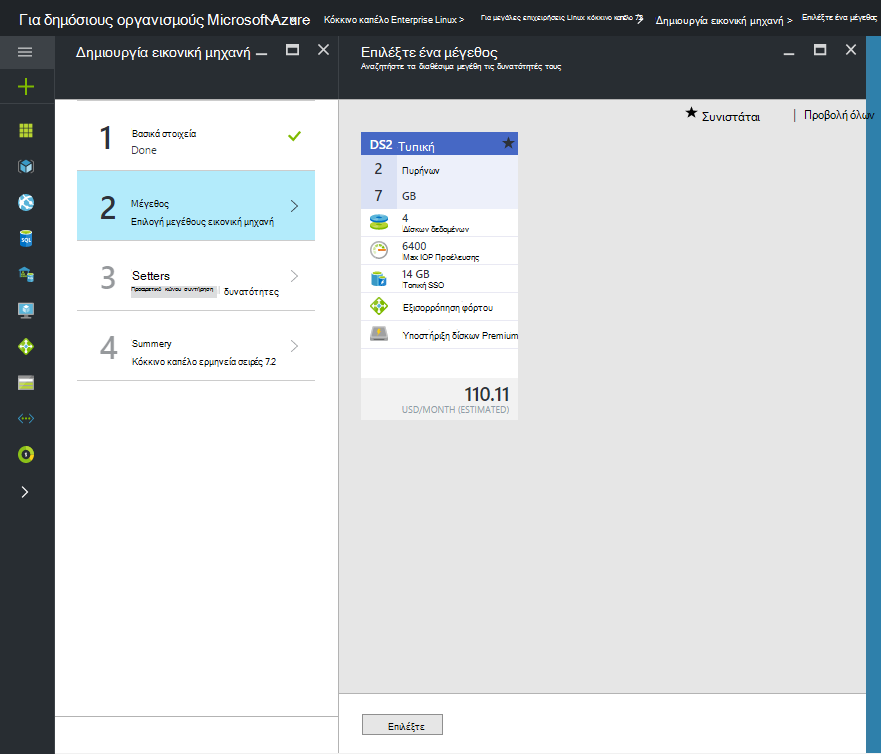 Για δημόσιους οργανισμούς Microsoft Azure
Κόκκινο καπέλο Enterprise Linux >
Για μεγάλες επιχειρήσεις Linux κόκκινο καπέλο 7.2
Δημιουργία εικονική μηχανή >
Επιλέξτε ένα μέγεθος
Δημιουργία εικονική μηχανή
1
Βασικά στοιχεία
Done
2
Μέγεθος
Επιλογή μεγέθους εικονική μηχανή
3
Setters
Προαιρετικό κώνου συντήρηση δυνατότητες
4
Summery
Κόκκινο καπέλο ερμηνεία σειρές 7.2
Επιλέξτε ένα μέγεθος
Αναζητήστε τα διαθέσιμα μεγέθη τις δυνατότητές τους
★ Συνιστάται | Προβολή όλων
DS2 Τυπική ★
2 Πυρήνων
7 GB
4
Δίσκων δεδομένων
6400
Max IOP Προέλευσης
14 GB
Τοπική SSO
SQL
Εξισορρόπηση φόρτου
Υποστήριξη δίσκων Premium
110.11
USD/MONTH (ESTIMATED)
Επιλέξτε